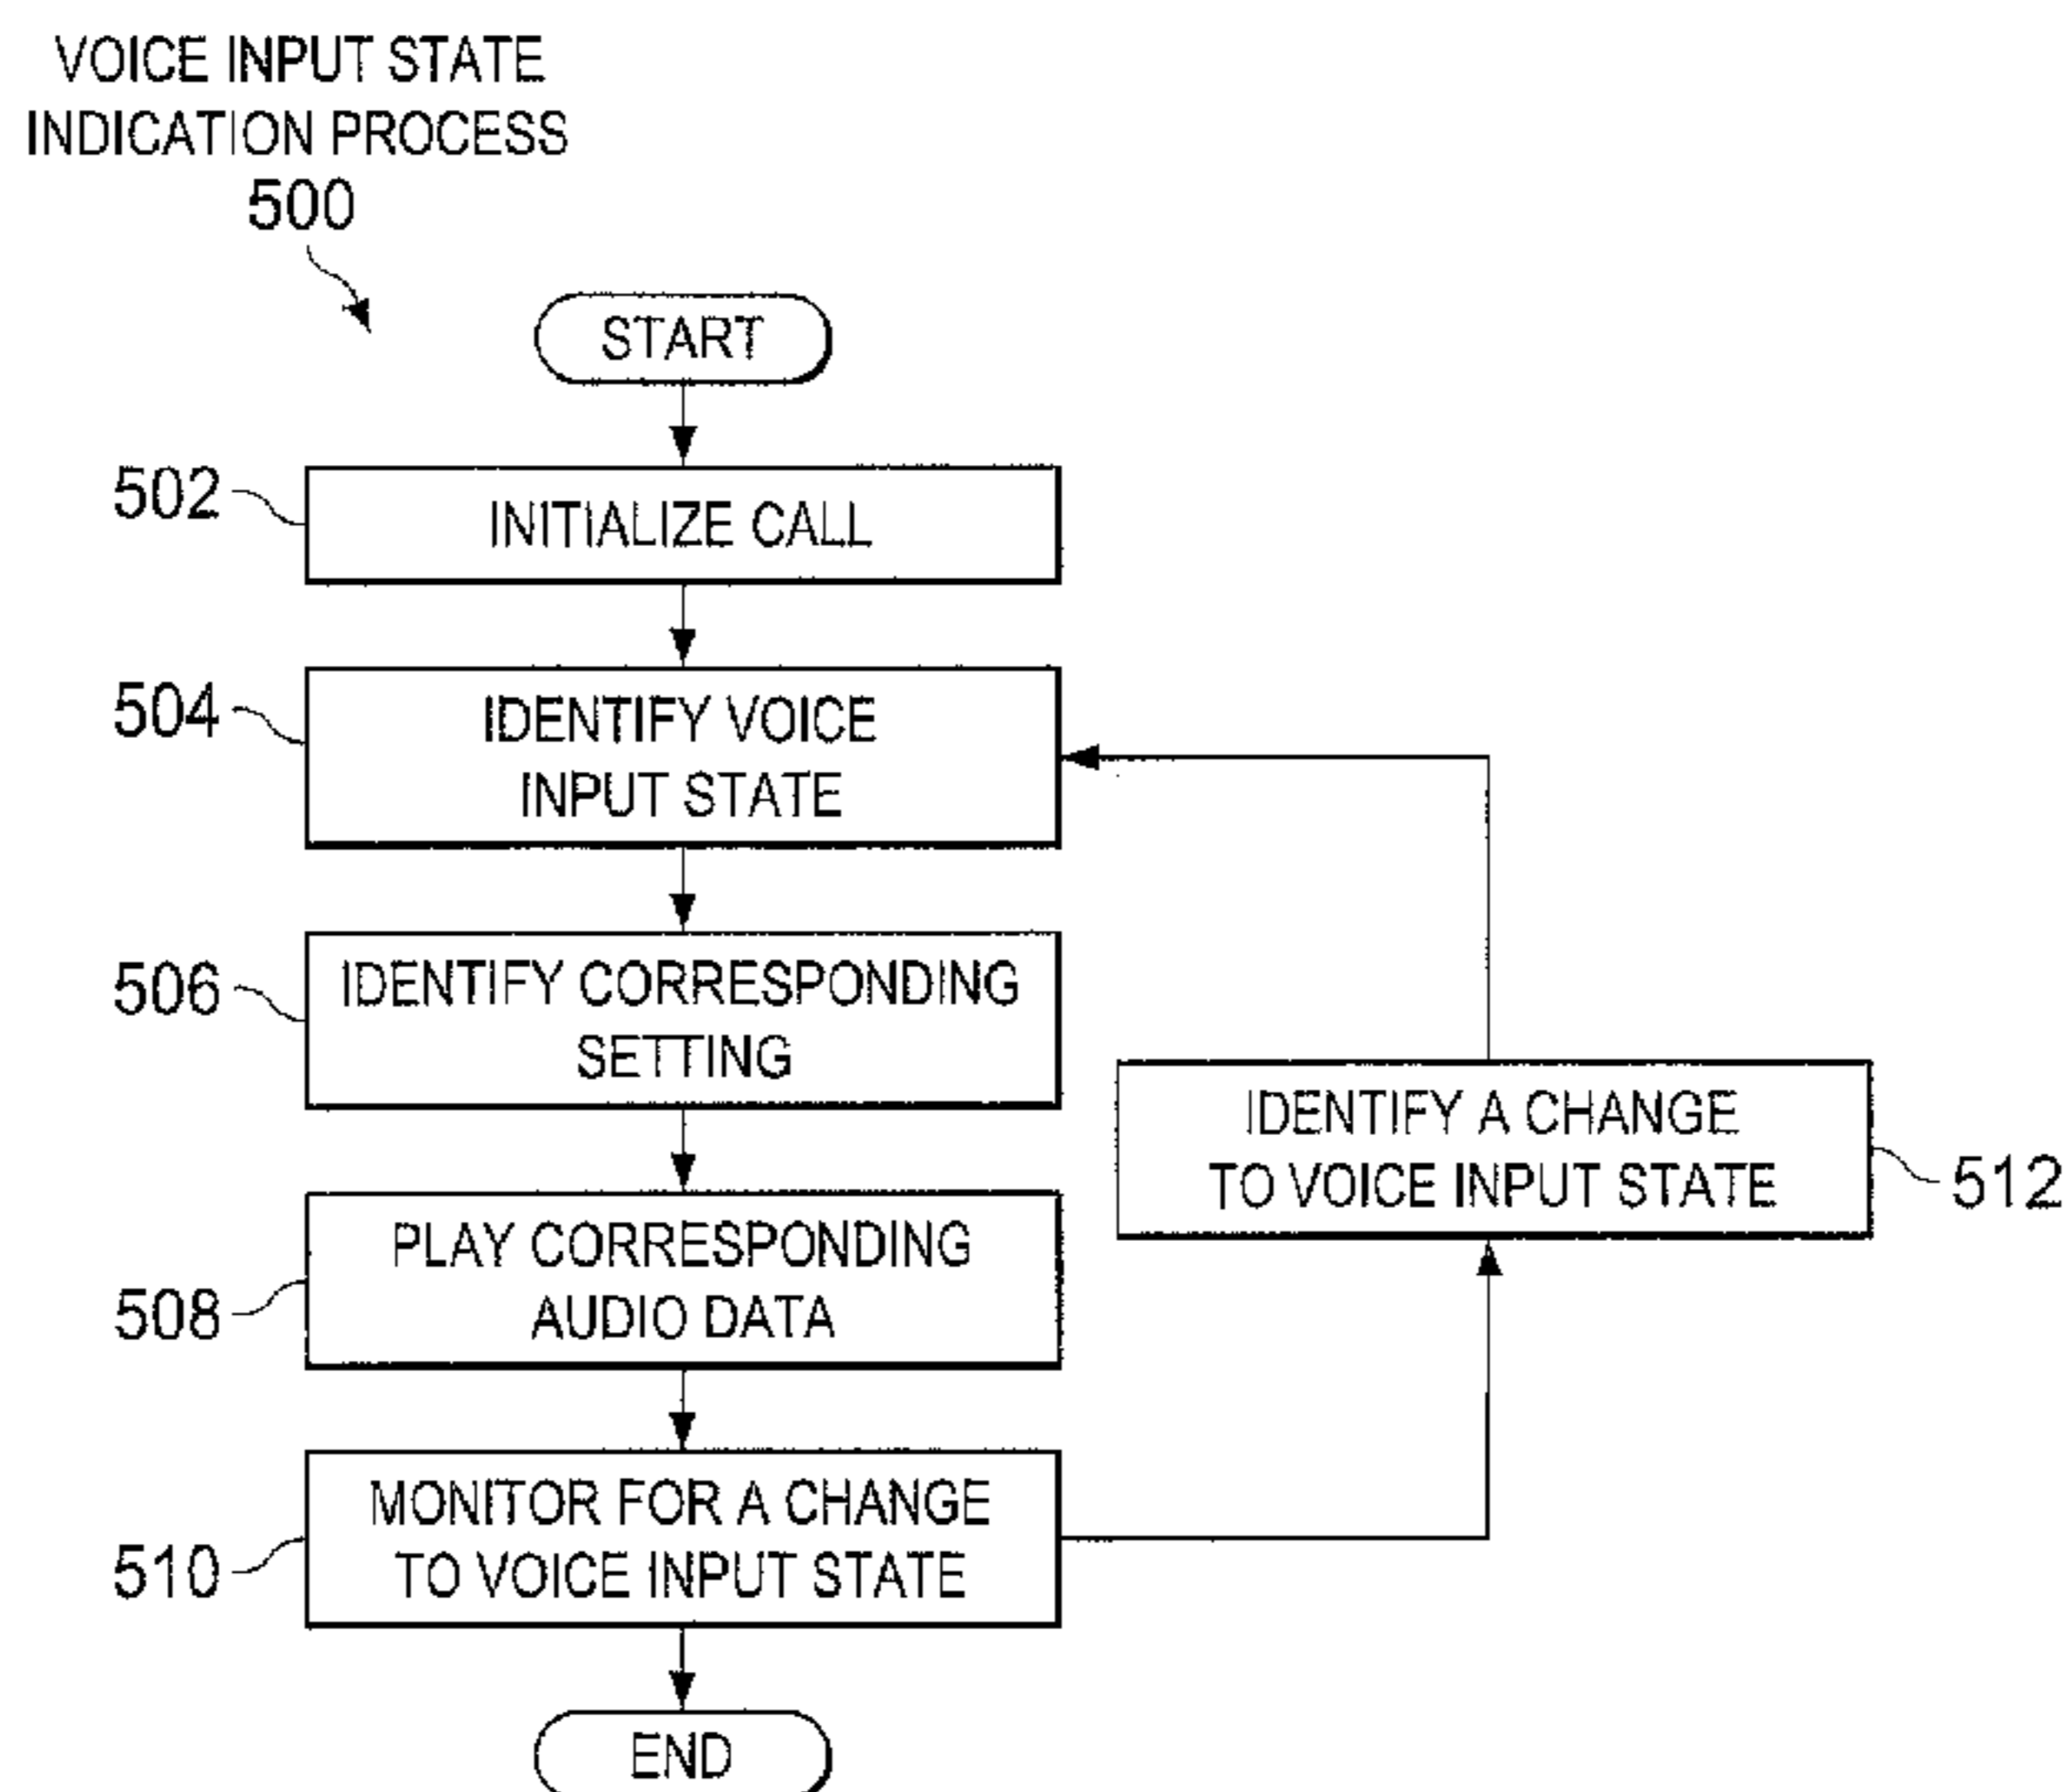 VOICE INPUT STATE
INDICATION PROCESS
500
START
502
INITIALIZE CALL
504
IDENTIFY VOICE
INPUT STATE
506
IDENTIFY CORRESPONDING
SETTING
508
PLAY CORRESPONDING
AUDIO DATA
510
MONITOR FOR A CHANGE
TO VOICE INPUT STATE
IDENTIFY A CHANGE
TO VOICE INPUT STATE
512
END